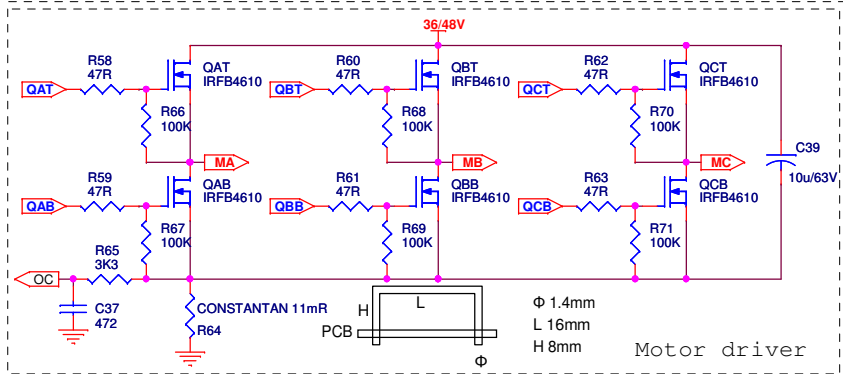 36/48V
R58
47R
QAT
QAT
IRFB4610
R66
100K
R60
47R
QBT
QBT
IRFB4610
R68
100K
R62
47R
QCT
QCT
IRFB4610
R70
100K
MA
MB
MC
C39
10u/63V
R59
47R
QAB
QAB
IRFB4610
R67
100K
R61
47R
QBB
QBB
IRFB4610
R69
100K
R63
47R
QCB
QCB
IRFB4610
R71
100K
OC
R65
3K3
C37
472
CONSTANTAN 11mR
R64
H
L
PCB
Φ
Φ 1.4mm
L 16mm
H 8mm
Motor driver